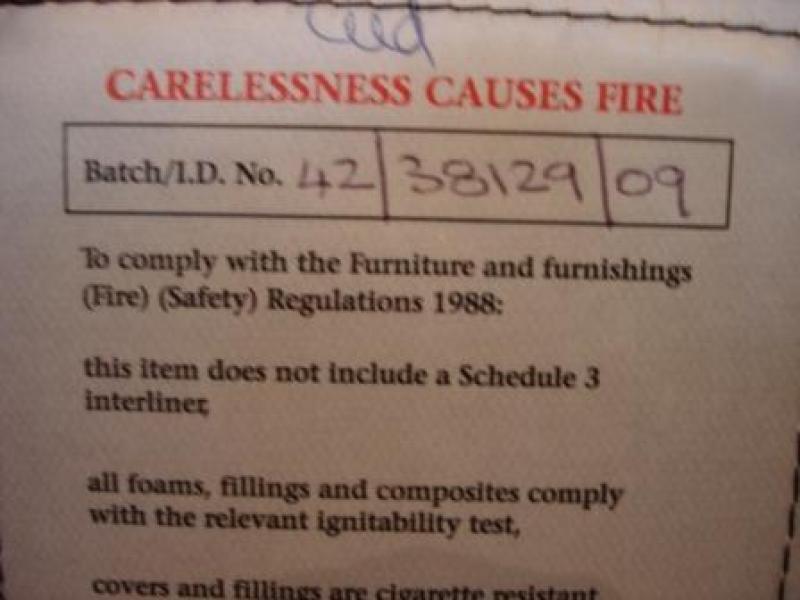 CARELESSNESS CAUSES FIRE
Batch/I.D. No. 42 | 38129 | 09
To comply with the Furniture and furnishings
(Fire) (Safety) Regulations 1988:
this item does not include a Schedule 3
interliner,
all foams, fillings and composites comply
with the relevant ignitability test,
covers and fillings are cigarette resistant